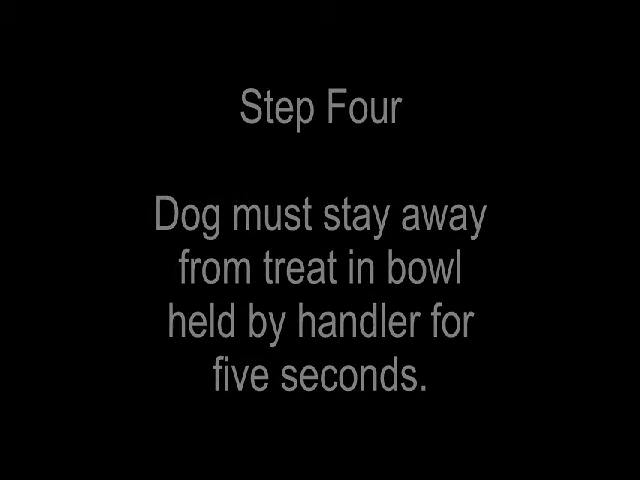 Step Four
Dog must stay away
from treat in bowl
held by handler for
five seconds.